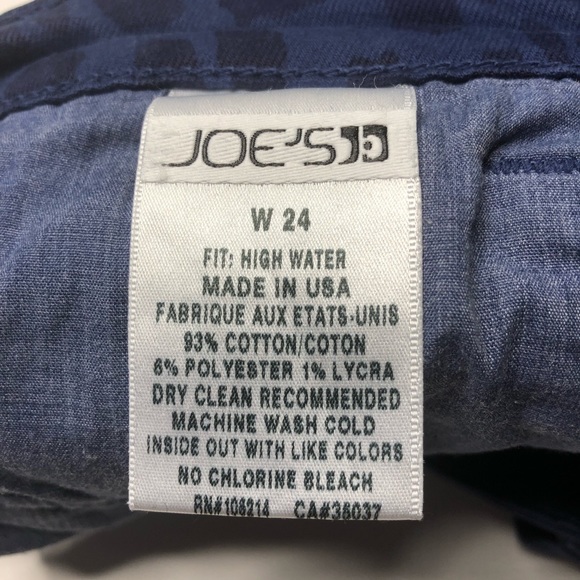 JOE'S
W 24
FIT: HIGH WATER
MADE IN USA
FABRIQUE AUX ETATS-UNIS
93% COTTON/COTON
6% POLYESTER 1% LYCRA
DRY CLEAN RECOMMENDED
MACHINE WASH COLD
INSIDE OUT WITH LIKE COLORS
NO CHLORINE BLEACH
RN#108214 CA#36037